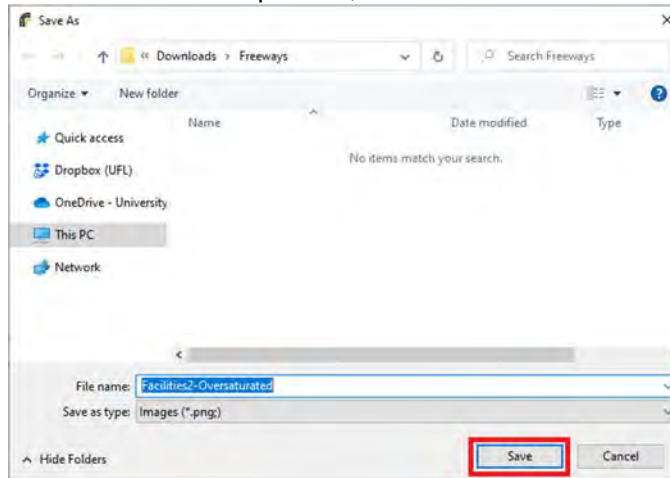 Save As
« Downloads › Freeways
Search Freeways
Organize
New folder
Name
Date modified
Type
Quick access
No items match your search.
Dropbox (UFL)
OneDrive - University
This PC
Network
File name: Facilities2-Oversaturated
Save as type: Images (*.png;)
Hide Folders
Save
Cancel